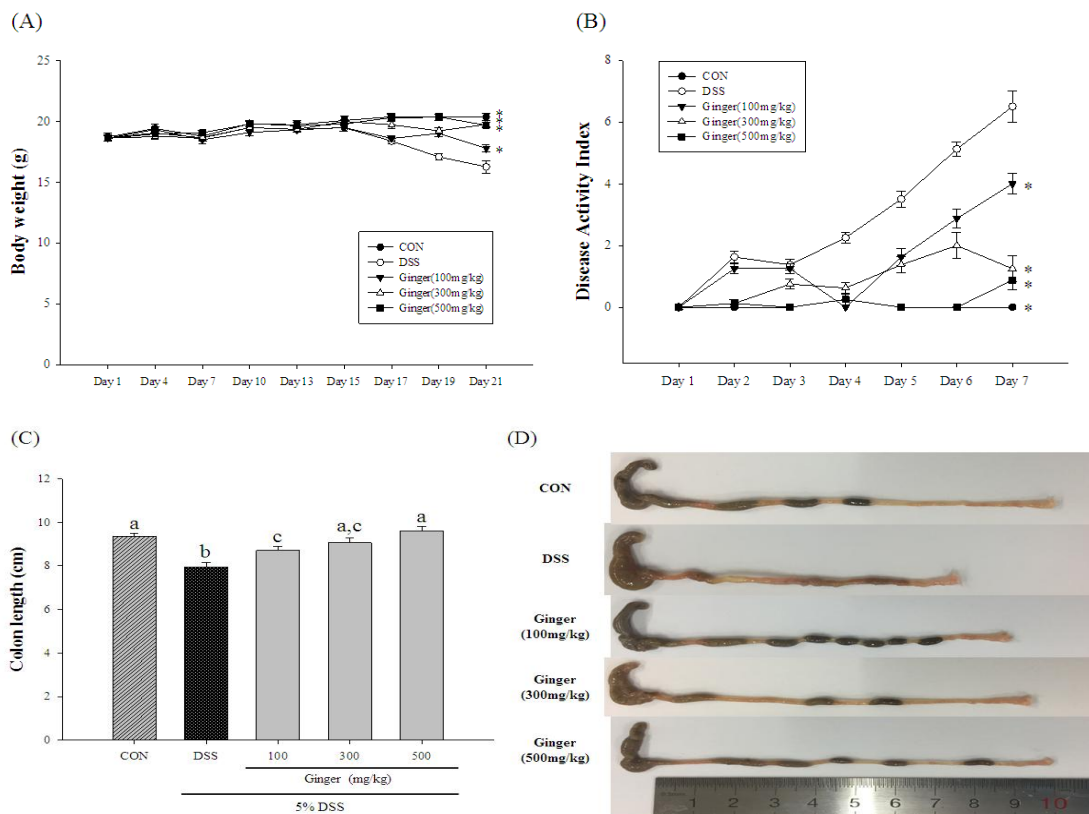 (A)
25
20
15
10
5
0
Body weight (g)
CON
DSS
Ginger(100mg/kg)
Ginger(300mg/kg)
Ginger(500mg/kg)
* * * *
Day 1 Day 4 Day 7 Day 10 Day 13 Day 15 Day 17 Day 19 Day 21
(B)
8
6
4
2
0
Disease Activity Index
CON
DSS
Ginger(100mg/kg)
Ginger(300mg/kg)
Ginger(500mg/kg)
*
*
*
*
Day 1 Day 2 Day 3 Day 4 Day 5 Day 6 Day 7
(C)
12
10
8
6
4
2
0
Colon length (cm)
a b c a,c a
CON DSS 100 300 500
Ginger (mg/kg)
5% DSS
(D)
CON
DSS
Ginger
(100mg/kg)
Ginger
(300mg/kg)
Ginger
(500mg/kg)
1 2 3 4 5 6 7 8 9 10